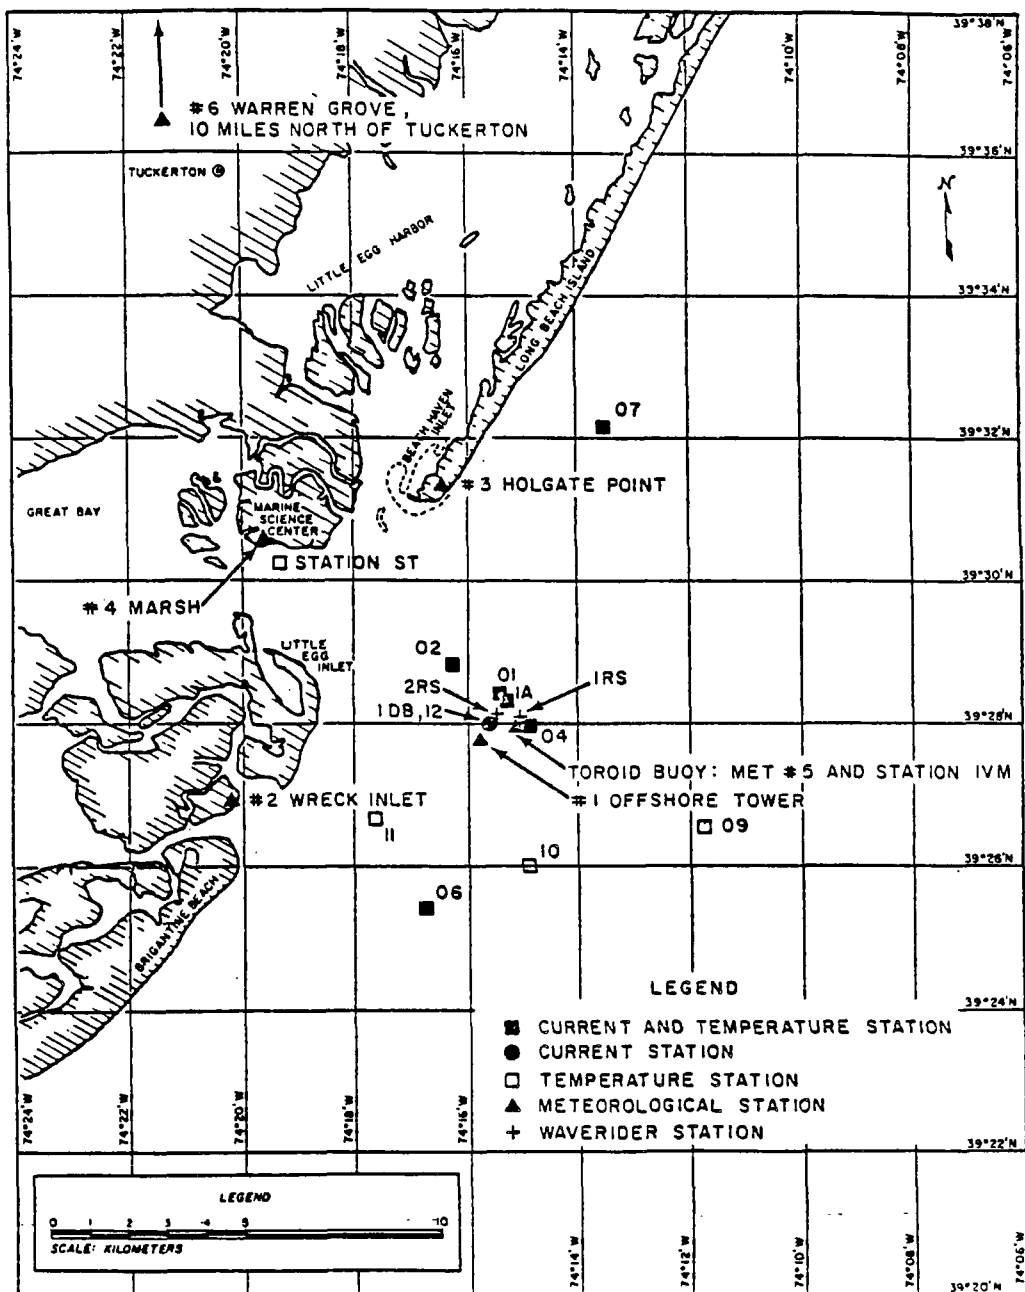 74°24'W
74°22'W
74°20'W
74°18'W
74°16'W
74°14'W
74°10'W
74°08'W
74°06'W
39°38'N
#6 WARREN GROVE,
10 MILES NORTH OF TUCKERTON
39°36'N
TUCKERTON
N
LITTLE EGG HARBOR
39°34'N
LONG BEACH ISLAND
BEACH HAVEN
INLET
07
39°32'N
#3 HOLGATE POINT
GREAT BAY
MARINE
SCIENCE
CENTER
STATION ST
39°30'N
#4 MARSH
LITTLE
EGG
INLET
02
01
1A
2RS
1RS
1DB,12
04
39°28'N
TOROID BUOY: MET #5 AND STATION IVM
#1 OFFSHORE TOWER
#2 WRECK INLET
11
09
10
39°26'N
06
BRIGANTINE BEACH
LEGEND
39°24'N
CURRENT AND TEMPERATURE STATION
CURRENT STATION
TEMPERATURE STATION
METEOROLOGICAL STATION
WAVERIDER STATION
39°22'N
74°24'W
74°22'W
74°20'W
74°18'W
74°16'W
LEGEND
0 1 2 3 4 5 10
SCALE: KILOMETERS
74°14'W
74°12'W
74°10'W
74°08'W
74°06'W
39°20'N